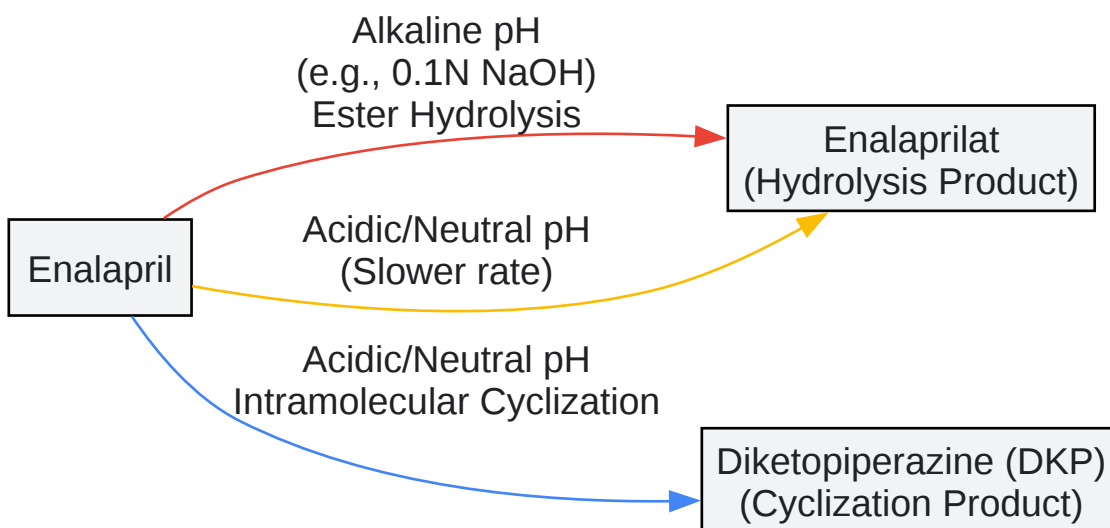 Alkaline pH
(e.g., 0.1N NaOH)
Ester Hydrolysis
Enalaprilat
(Hydrolysis Product)
Enalapril
Acidic/Neutral pH
(Slower rate)
Acidic/Neutral pH
Intramolecular Cyclization
Diketopiperazine (DKP)
(Cyclization Product)